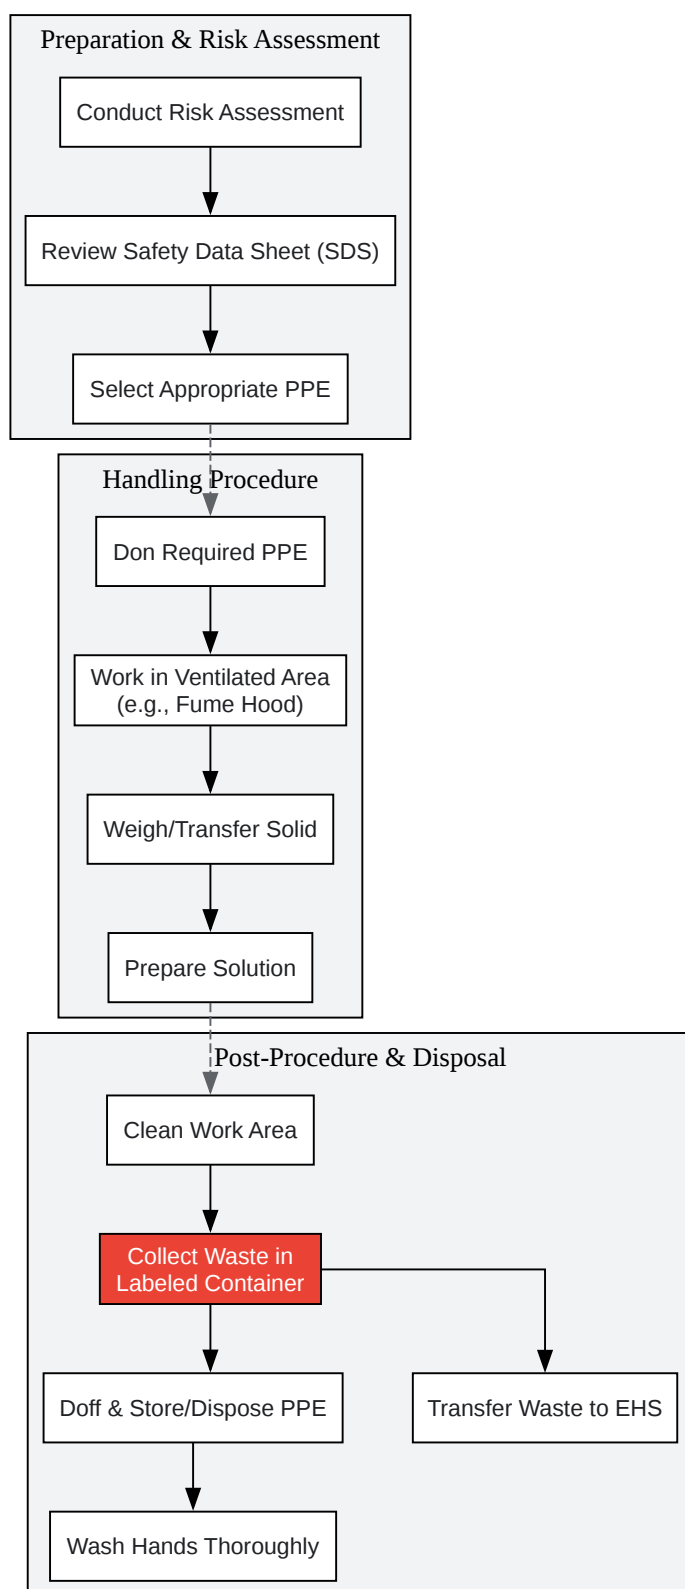 Preparation & Risk Assessment
Conduct Risk Assessment
Review Safety Data Sheet (SDS)
Select Appropriate PPE
Handling Procedure
Don Required PPE
Work in Ventilated Area
(e.g., Fume Hood)
Weigh/Transfer Solid
Prepare Solution
Post-Procedure & Disposal
Clean Work Area
Collect Waste in
Labeled Container
Doff & Store/Dispose PPE
Transfer Waste to EHS
Wash Hands Thoroughly